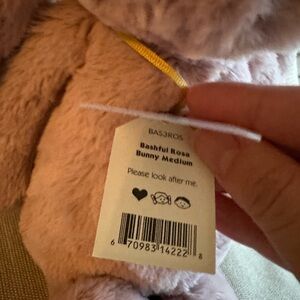 BAS3ROS
Bashful Rosa
Bunny Medium
Please look after me.
6 70983 14222 8